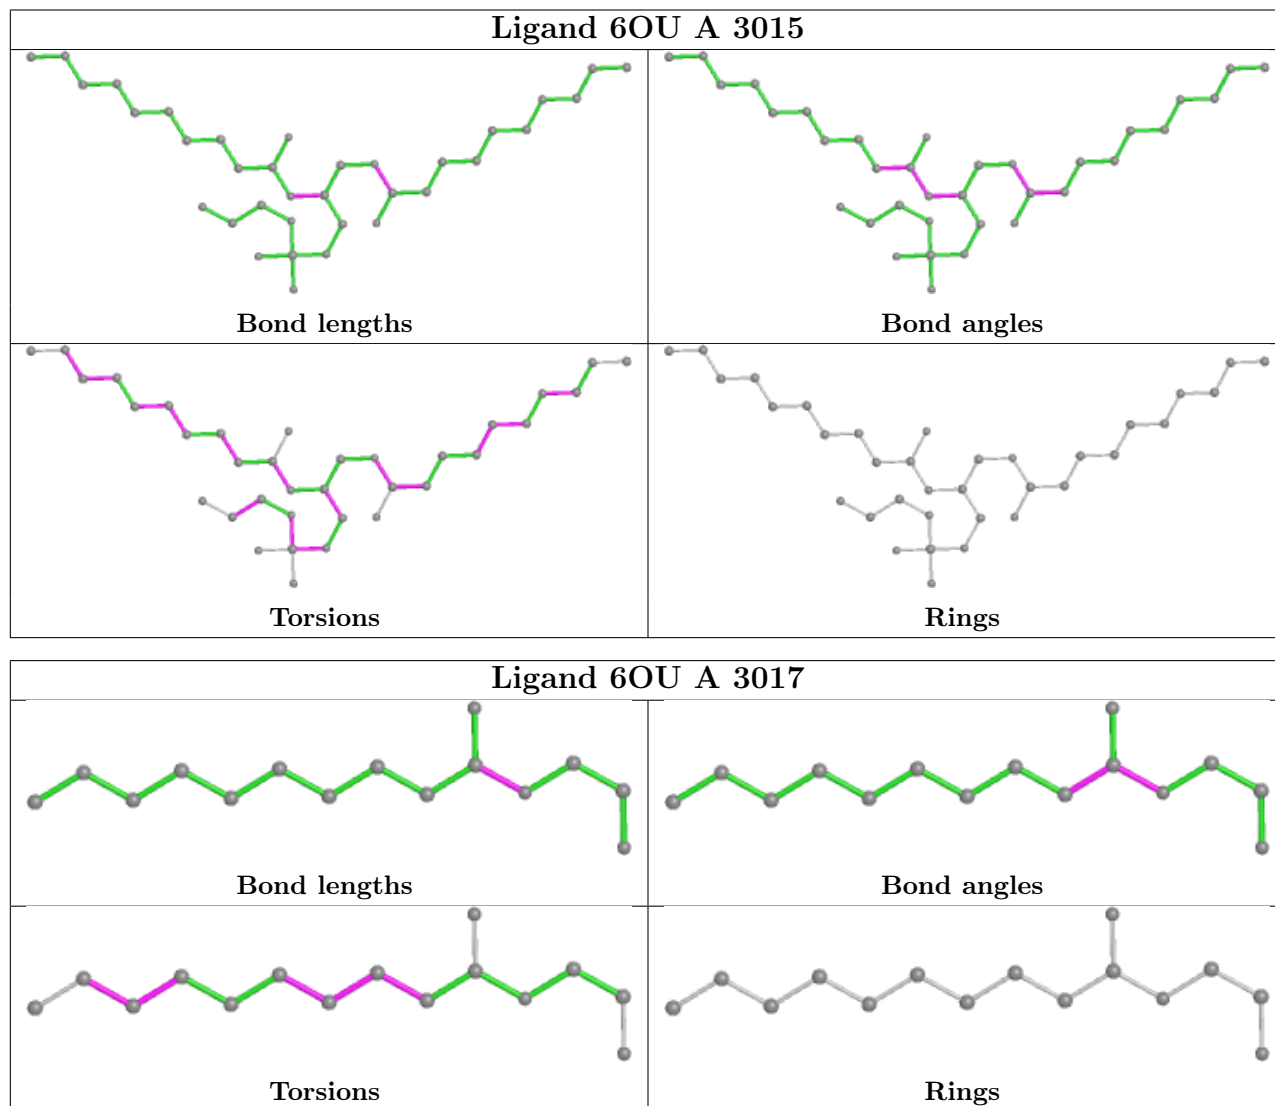 Ligand 6OU A 3015
Bond lengths
Bond angles
Torsions
Rings
Ligand 6OU A 3017
Bond lengths
Bond angles
Torsions
Rings